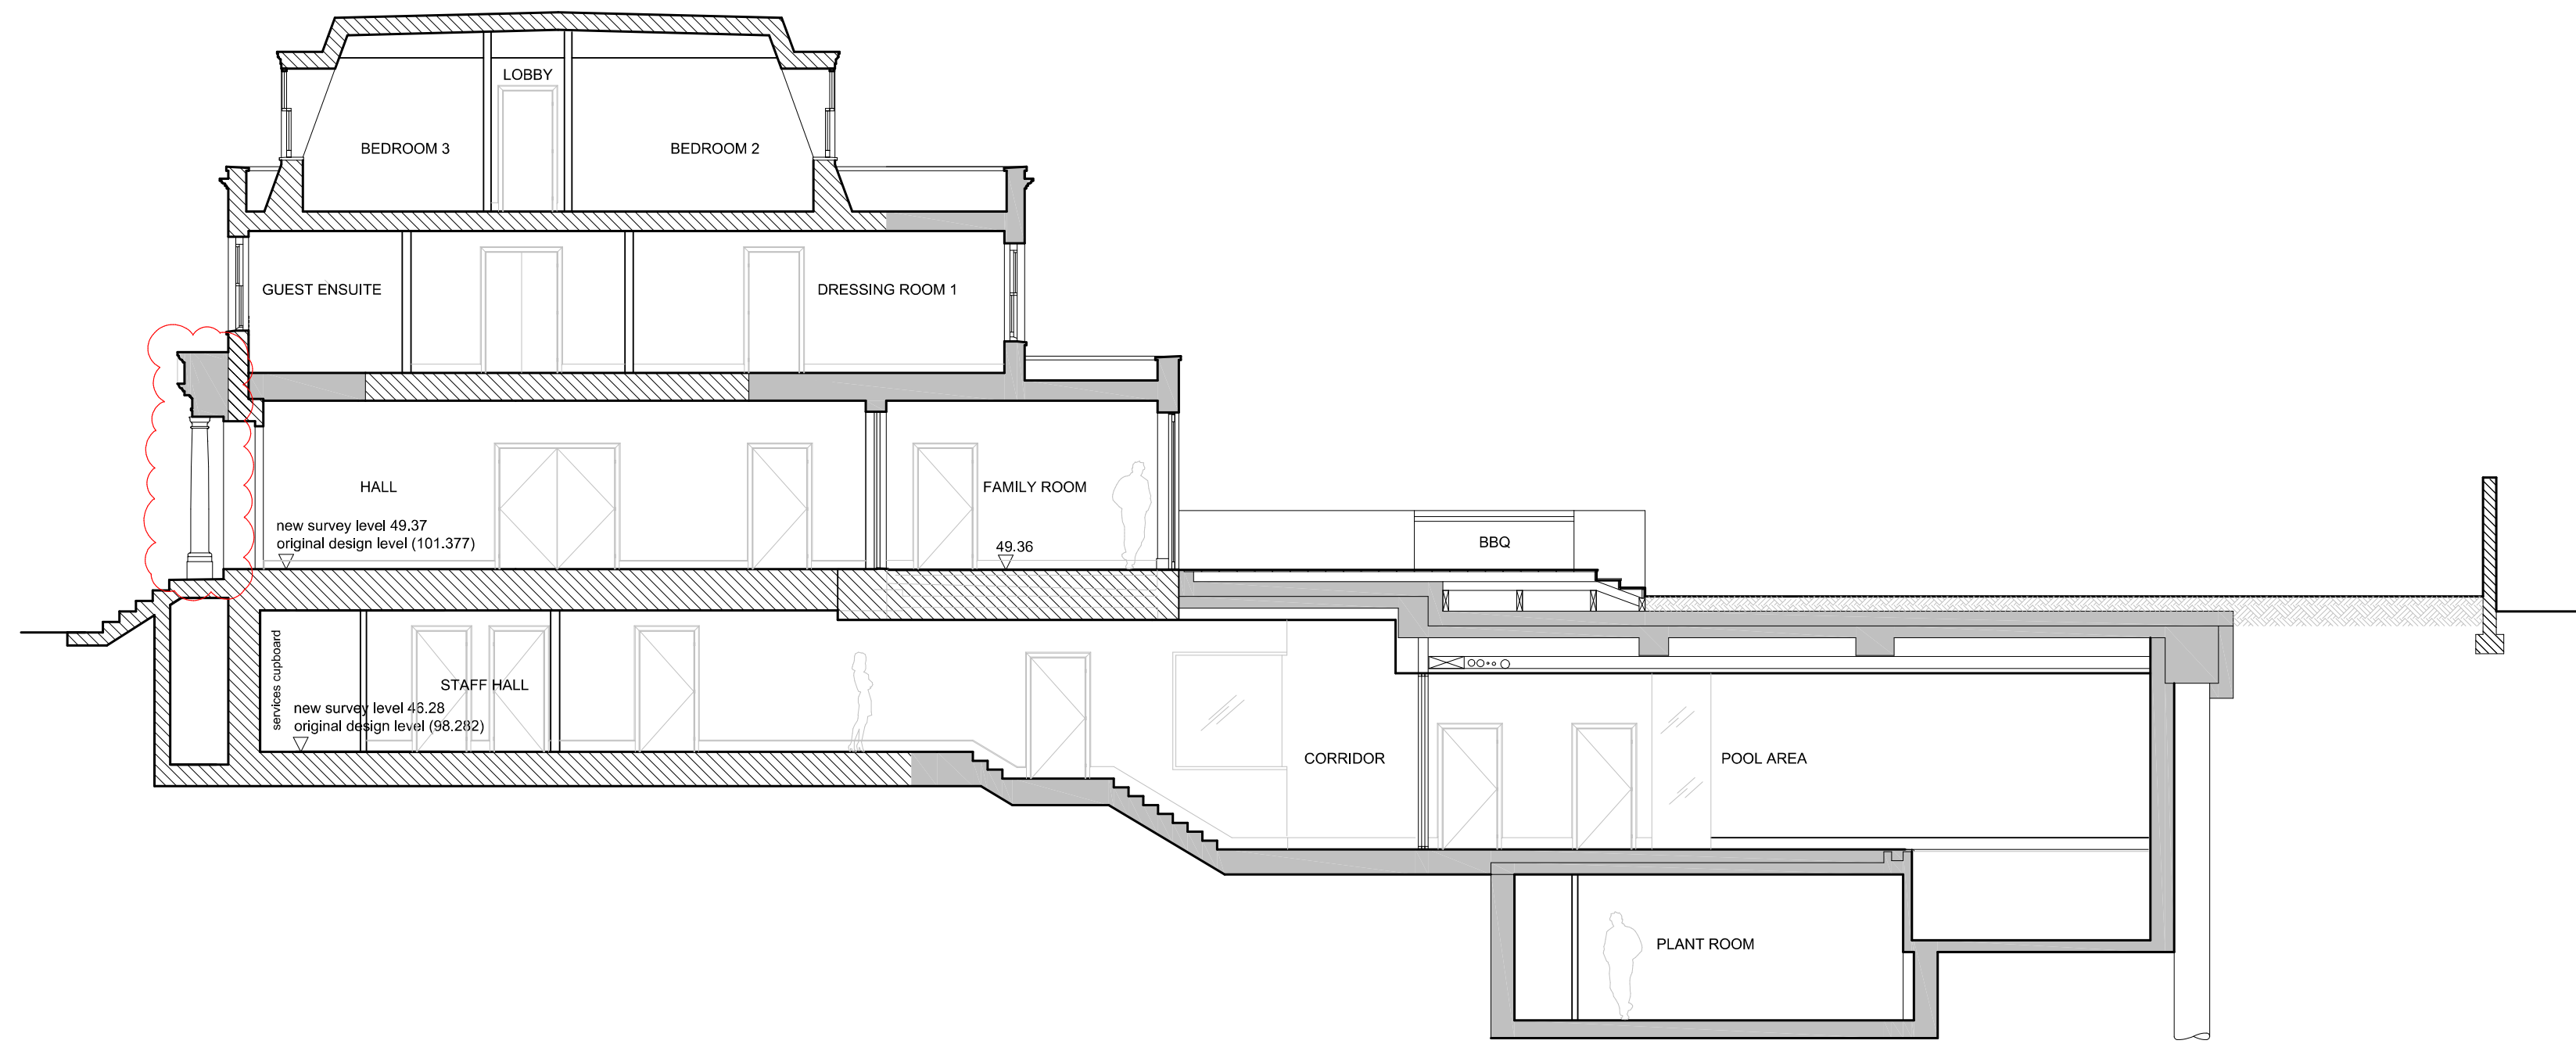 LOBBY
BEDROOM 3
BEDROOM 2
GUEST ENSUITE
DRESSING ROOM 1
HALL
FAMILY ROOM
new survey level 49.37
original design level (101.377)
49.36
BBQ
services cupboard
STAFF HALL
new survey level 46.28
original design level (98.282)
CORRIDOR
POOL AREA
PLANT ROOM